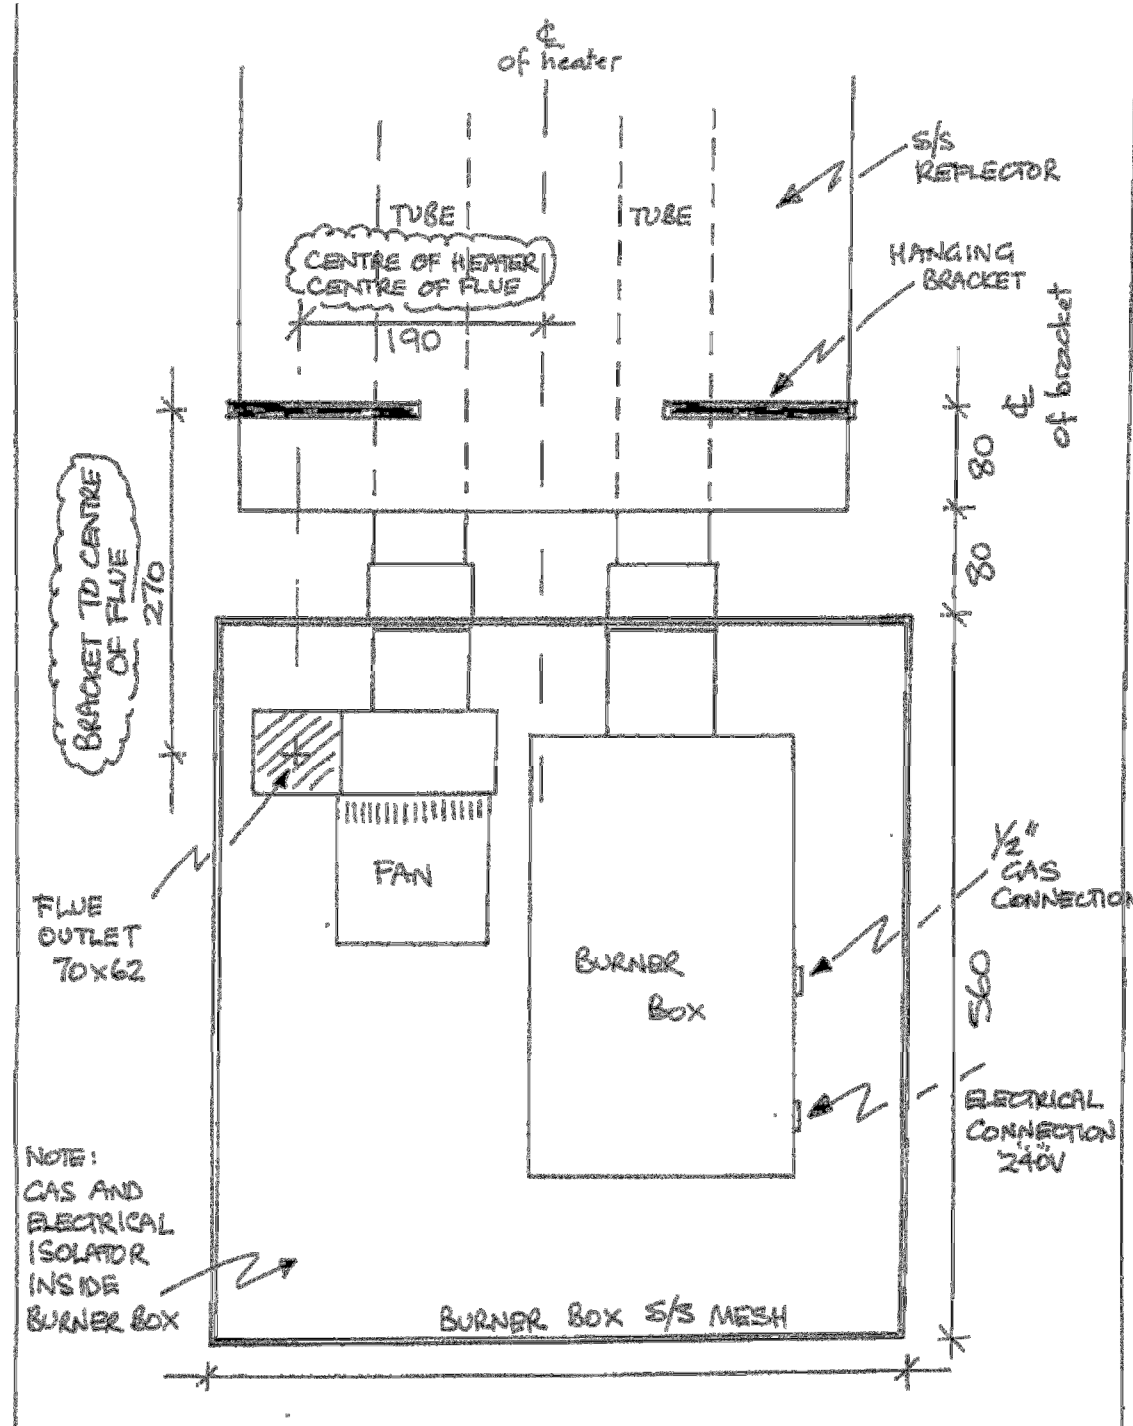 ℄
of heater
S/S
REFLECTOR
TUBE
TUBE
CENTRE OF HEATER
CENTRE OF FLUE
190
HANGING
BRACKET
℄
of bracket
80
80
BRACKET TO CENTRE
OF FLUE
270
FAN
FLUE
OUTLET
70x62
1/2"
GAS
CONNECTION
BURNER
BOX
560
ELECTRICAL
CONNECTION
240V
NOTE:
GAS AND
ELECTRICAL
ISOLATOR
INSIDE
BURNER BOX
BURNER BOX S/S MESH